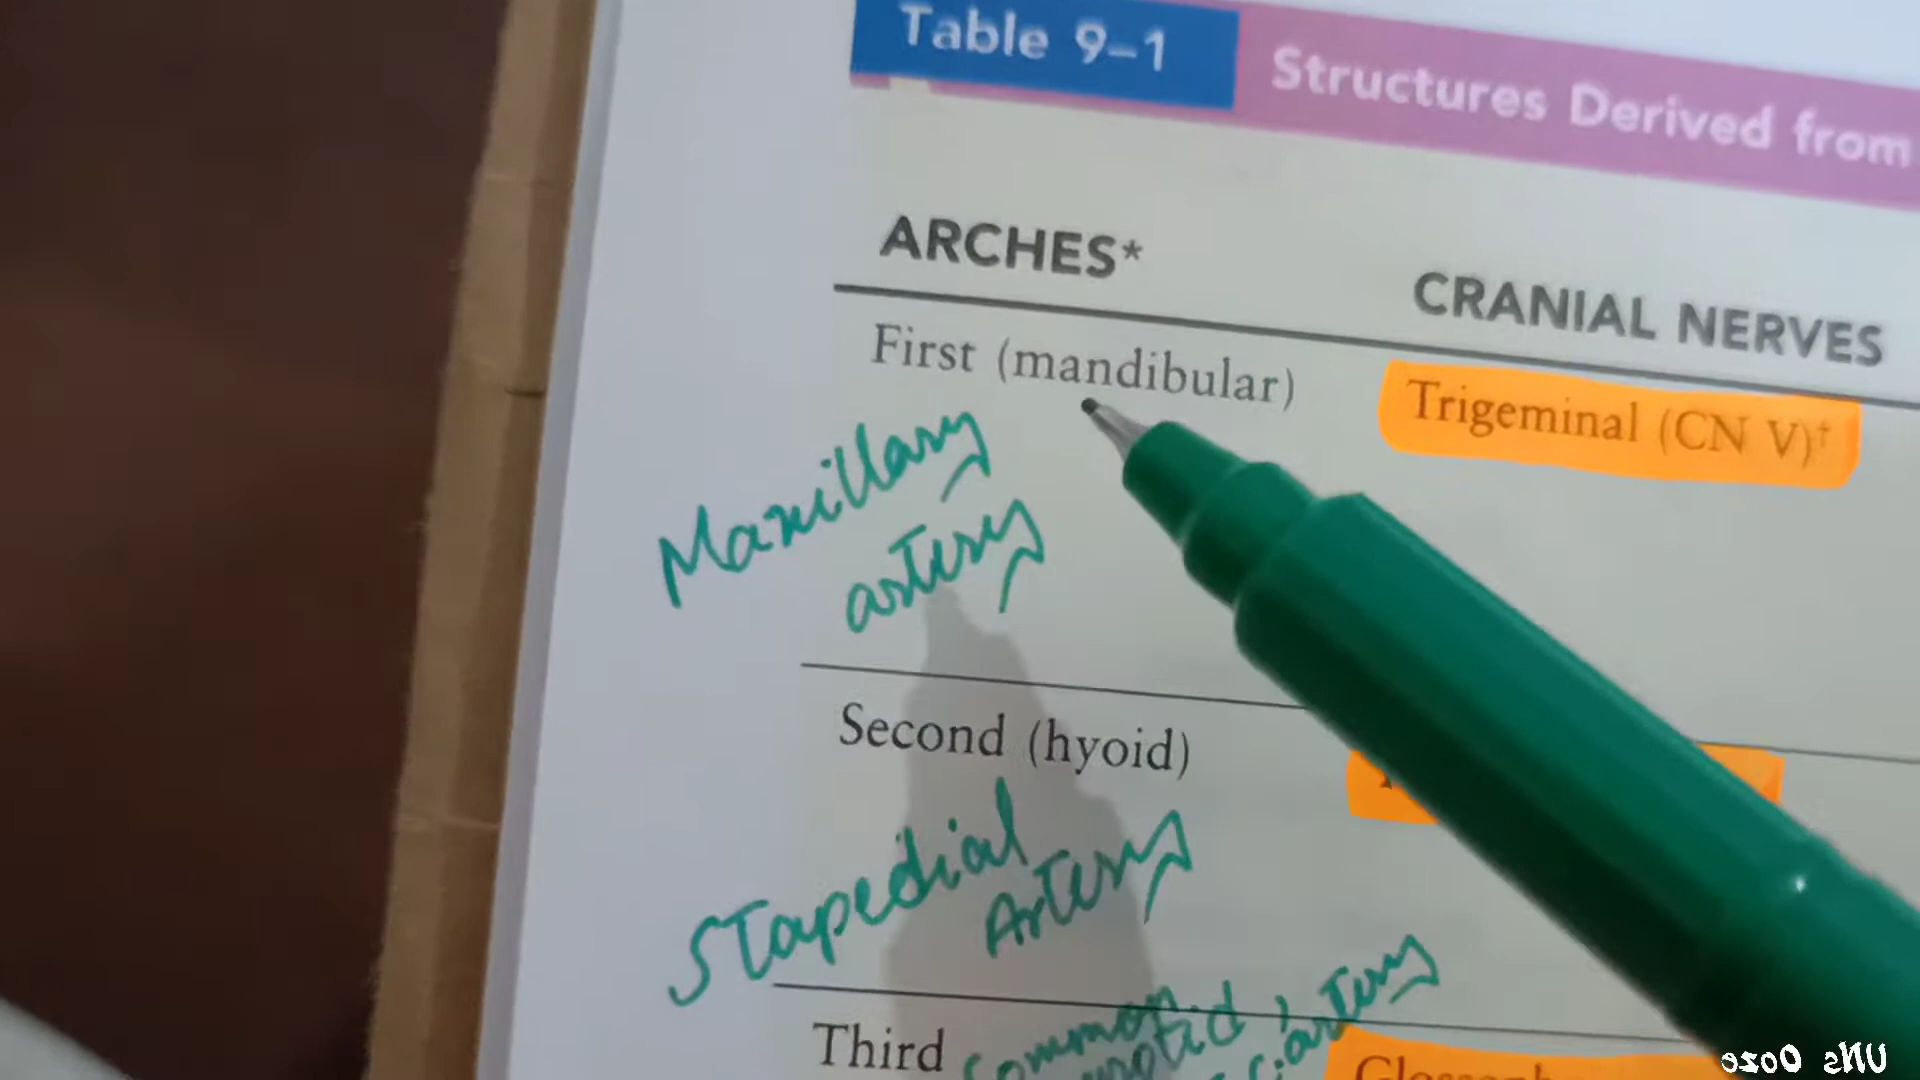 Table 9–1
Structures Derived from
ARCHES*
CRANIAL NERVES
First (mandibular)
Trigeminal (CN V)†
Maxillary
artery
Second (hyoid)
Stapedial
Artery
Third
common
artery
UNs Ooze